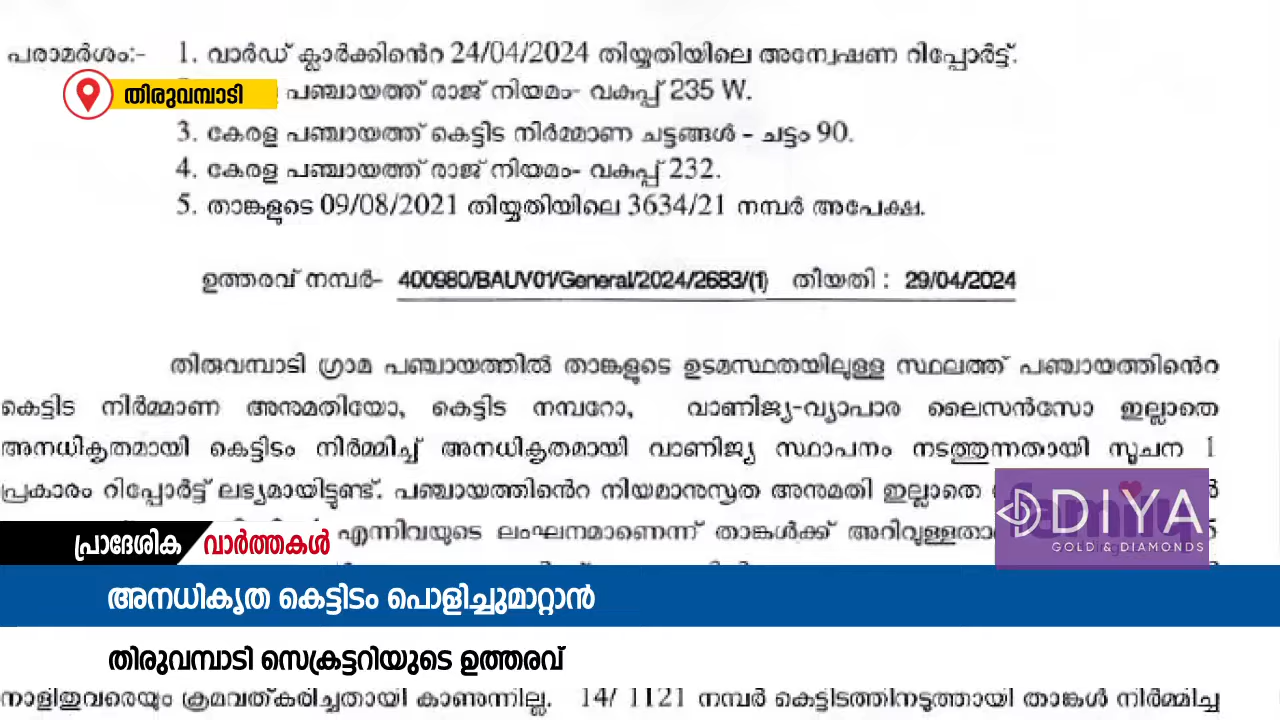 പരാമർശം:- 1. വാർഡ് ക്ലാർക്കിൻെറ 24/04/2024 തിയ്യതിയിലെ അന്വേഷണ റിപ്പോർട്ട്.
തിരുവമ്പാടി
പഞ്ചായത്ത് രാജ് നിയമം- വകുപ്പ് 235 W.
3. കേരള പഞ്ചായത്ത് കെട്ടിട നിർമ്മാണ ചട്ടങ്ങൾ - ചട്ടം 90.
4. കേരള പഞ്ചായത്ത് രാജ് നിയമം- വകുപ്പ് 232.
5. താങ്കളുടെ 09/08/2021 തിയ്യതിയിലെ 3634/21 നമ്പർ അപേക്ഷ.
ഉത്തരവ് നമ്പർ- 400980/BAUV01/General/2024/2683/(1) തീയതി : 29/04/2024
തിരുവമ്പാടി ഗ്രാമ പഞ്ചായത്തിൽ താങ്കളുടെ ഉടമസ്ഥതയിലുള്ള സ്ഥലത്ത് പഞ്ചായത്തിൻെറ
കെട്ടിട നിർമ്മാണ അനുമതിയോ, കെട്ടിട നമ്പറോ, വാണിജ്യ-വ്യാപാര ലൈസൻസോ ഇല്ലാതെ
അനധികൃതമായി കെട്ടിടം നിർമ്മിച്ച് അനധികൃതമായി വാണിജ്യ സ്ഥാപനം നടത്തുന്നതായി സൂചന 1
പ്രകാരം റിപ്പോർട്ട് ലഭ്യമായിട്ടുണ്ട്. പഞ്ചായത്തിൻെറ നിയമാനുസൃത അനുമതി ഇല്ലാതെ
DIYA
GOLD & DIAMONDS
എന്നിവയുടെ ലംഘനമാണെന്ന് താങ്കൾക്ക്
പ്രാദേശിക വാർത്തകൾ
അനധികൃത കെട്ടിടം പൊളിച്ചുമാറ്റാൻ
തിരുവമ്പാടി സെക്രട്ടറിയുടെ ഉത്തരവ്
നാളിതുവരെയും ക്രമവത്കരിച്ചതായി കാണുന്നില്ല. 14/ 1121 നമ്പർ കെട്ടിടത്തിനടുത്തായി താങ്കൾ നിർമ്മിച്ച